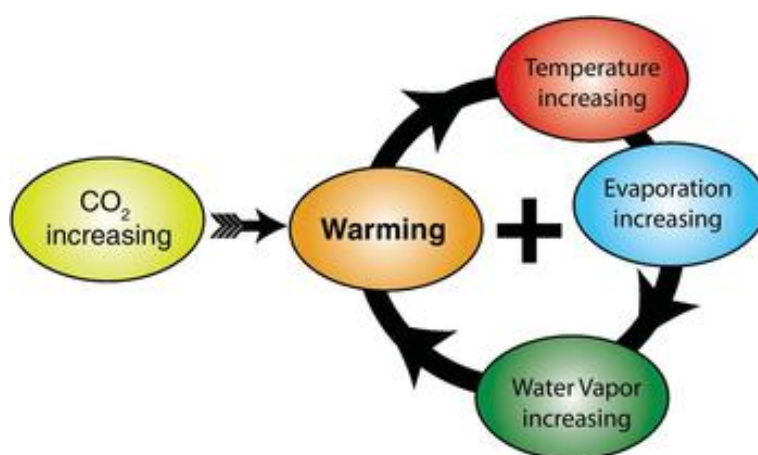 CO₂
increasing
Warming
+
Temperature
increasing
Evaporation
increasing
Water Vapor
increasing